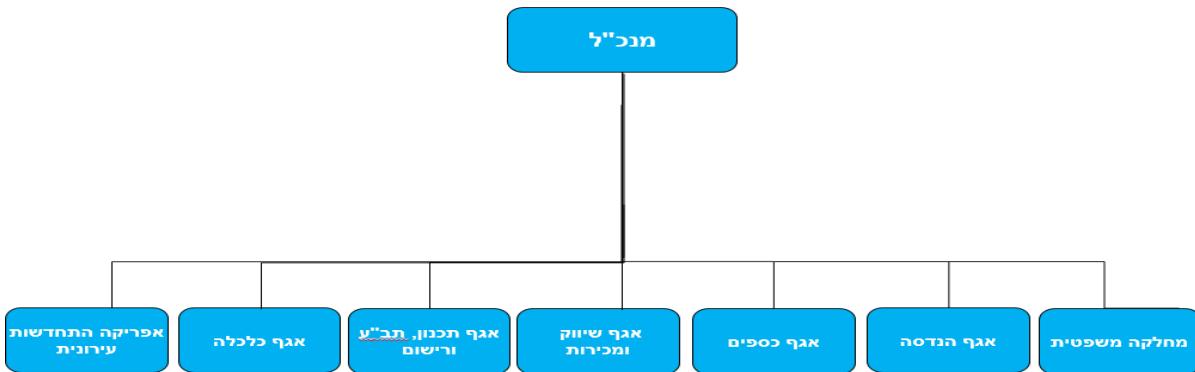 מנכ"ל
מחלקה משפטית
אגף הנדסה
אגף כספים
אגף שיווק
ומכירות
אגף תכנון, תב"ע
ורישום
אגף כלכלה
אפריקה התחדשות
עירונית